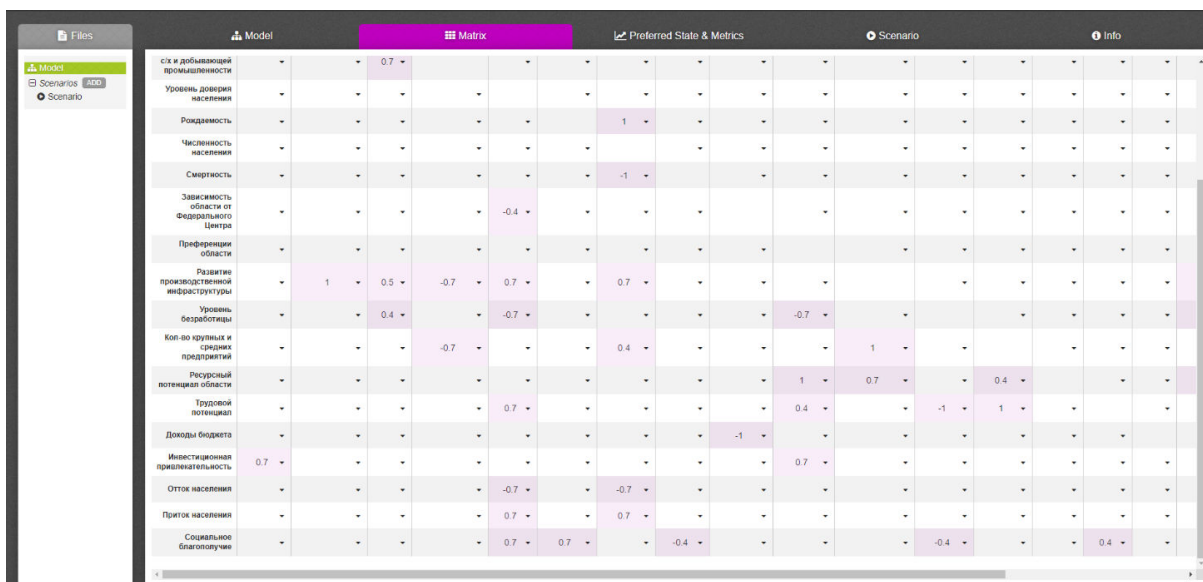 Files Model Matrix Preferred State & Metrics Scenario Info
Model
Scenarios ADD
Scenario
с/х и добывающей 0.7
промышленности
Уровень доверия
населения
Рождаемость 1
Численность
населения
Смертность -1
Зависимость
области от
Федерального -0.4
Центра
Преференции
области
Развитие
производственной 1 0.5 -0.7 0.7 0.7
инфраструктуры
Уровень
безработицы 0.4 -0.7 -0.7
Кол-во крупных и
средних -0.7 0.4 1
предприятий
Ресурсный
потенциал области 1 0.7 0.4
Трудовой
потенциал 0.7 0.4 -1 1
Доходы бюджета -1
Инвестиционная
привлекательность 0.7 0.7
Отток населения -0.7 -0.7
Приток населения 0.7 0.7
Социальное
благополучие 0.7 0.7 -0.4 -0.4 0.4